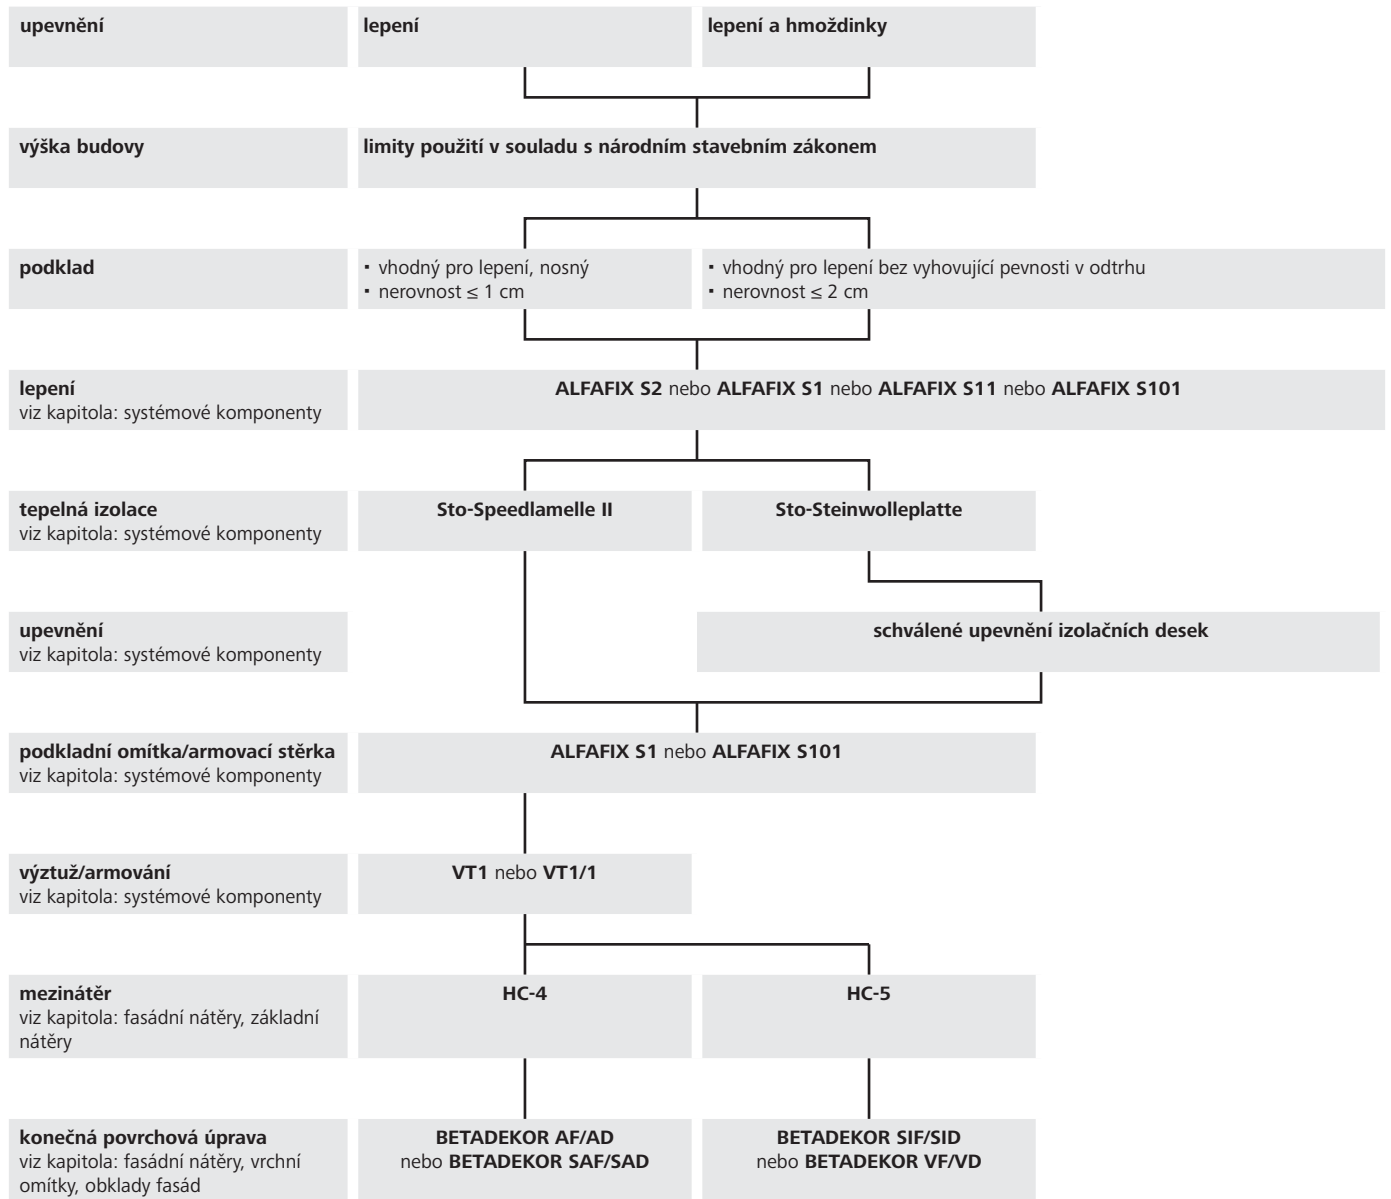 upevnění
lepení
lepení a hmoždinky
výška budovy
limity použití v souladu s národním stavebním zákonem
podklad
▪ vhodný pro lepení, nosný
▪ nerovnost ≤ 1 cm
▪ vhodný pro lepení bez vyhovující pevnosti v odtrhu
▪ nerovnost ≤ 2 cm
lepení
viz kapitola: systémové komponenty
ALFAFIX S2 nebo ALFAFIX S1 nebo ALFAFIX S11 nebo ALFAFIX S101
tepelná izolace
viz kapitola: systémové komponenty
Sto-Speedlamelle II
Sto-Steinwolleplatte
upevnění
viz kapitola: systémové komponenty
schválené upevnění izolačních desek
podkladní omítka/armovací stěrka
viz kapitola: systémové komponenty
ALFAFIX S1 nebo ALFAFIX S101
výztuž/armování
viz kapitola: systémové komponenty
VT1 nebo VT1/1
mezinátěr
viz kapitola: fasádní nátěry, základní
nátěry
HC-4
HC-5
konečná povrchová úprava
viz kapitola: fasádní nátěry, vrchní
omítky, obklady fasád
BETADEKOR AF/AD
nebo BETADEKOR SAF/SAD
BETADEKOR SIF/SID
nebo BETADEKOR VF/VD